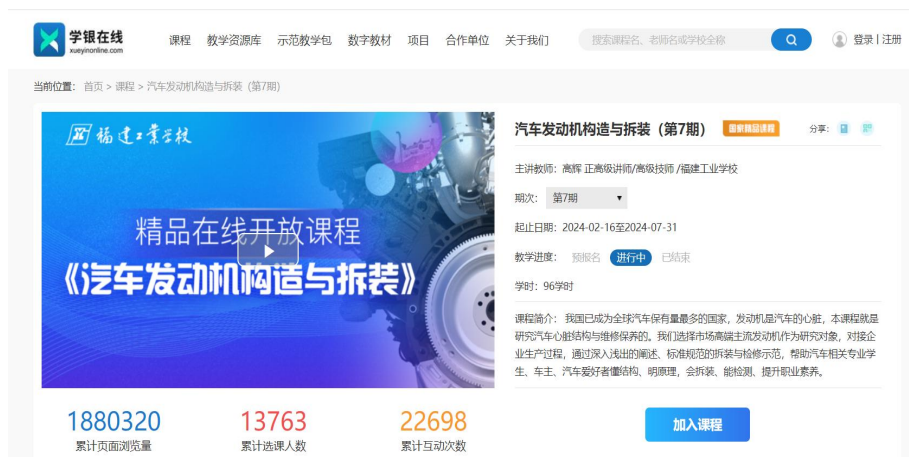 学银在线
xueyinonline.com
课程 教学资源库 示范教学包 数字教材 项目 合作单位 关于我们
搜索课程名、老师名或学校全称
登录 | 注册
当前位置： 首页 > 课程 > 汽车发动机构造与拆装（第7期）
福建工业学校
精品在线开放课程
《汽车发动机构造与拆装》
1880320
累计页面浏览量
13763
累计选课人数
22698
累计互动次数
汽车发动机构造与拆装（第7期）
国家精品课程
分享：
主讲教师：高辉 正高级讲师/高级技师 /福建工业学校
期次： 第7期
起止日期：2024-02-16至2024-07-31
教学进度： 预报名 进行中 已结束
学时：96学时
课程简介： 我国已成为全球汽车保有量最多的国家，发动机是汽车的心脏，本课程就是
研究汽车心脏结构与维修保养的。我们选择市场高端主流发动机作为研究对象，对接企
业生产过程，通过深入浅出的阐述、标准规范的拆装与检修示范，帮助汽车相关专业学
生、车主、汽车爱好者懂结构、明原理，会拆装、能检测、提升职业素养。
加入课程